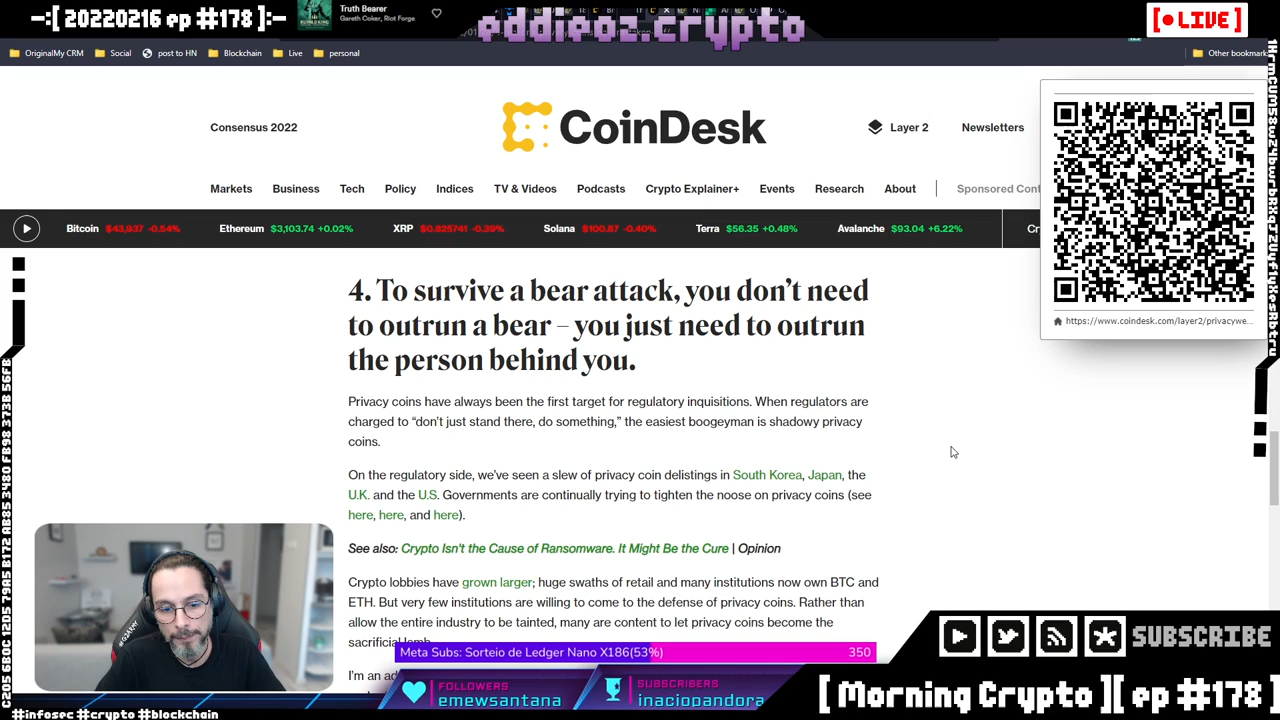 -:[ 20220216 ep #178 ]:-
Truth Bearer
Gareth Coker, Riot Forge
eddieoz.crypto
[● LIVE ]
OriginalMy CRM
Social
post to HN
Blockchain
Live
personal
Other bookmark
Consensus 2022
CoinDesk
Layer 2
Newsletters
Markets
Business
Tech
Policy
Indices
TV & Videos
Podcasts
Crypto Explainer+
Events
Research
About
Sponsored Cont
Bitcoin $43,937 -0.54%
Ethereum $3,103.74 +0.02%
XRP $0.825741 -0.39%
Solana $100.87 -0.40%
Terra $56.35 +0.48%
Avalanche $93.04 +6.22%
Cr
https://www.coindesk.com/layer2/privacywe...
4. To survive a bear attack, you don’t need
to outrun a bear – you just need to outrun
the person behind you.
Privacy coins have always been the first target for regulatory inquisitions. When regulators are
charged to “don’t just stand there, do something,” the easiest boogeyman is shadowy privacy
coins.
On the regulatory side, we’ve seen a slew of privacy coin delistings in South Korea, Japan, the
U.K. and the U.S. Governments are continually trying to tighten the noose on privacy coins (see
here, here, and here).
See also: Crypto Isn't the Cause of Ransomware. It Might Be the Cure | Opinion
Crypto lobbies have grown larger; huge swaths of retail and many institutions now own BTC and
ETH. But very few institutions are willing to come to the defense of privacy coins. Rather than
allow the entire industry to be tainted, many are content to let privacy coins become the
sacrificial lamb.
I’m an ad
Meta Subs: Sorteio de Ledger Nano X186(53%)
350
FOLLOWERS
emewsantana
SUBSCRIBERS
inaciopandora
SUBSCRIBE
[ Morning Crypto ][ ep #178 ]
#infosec #crypto #blockchain